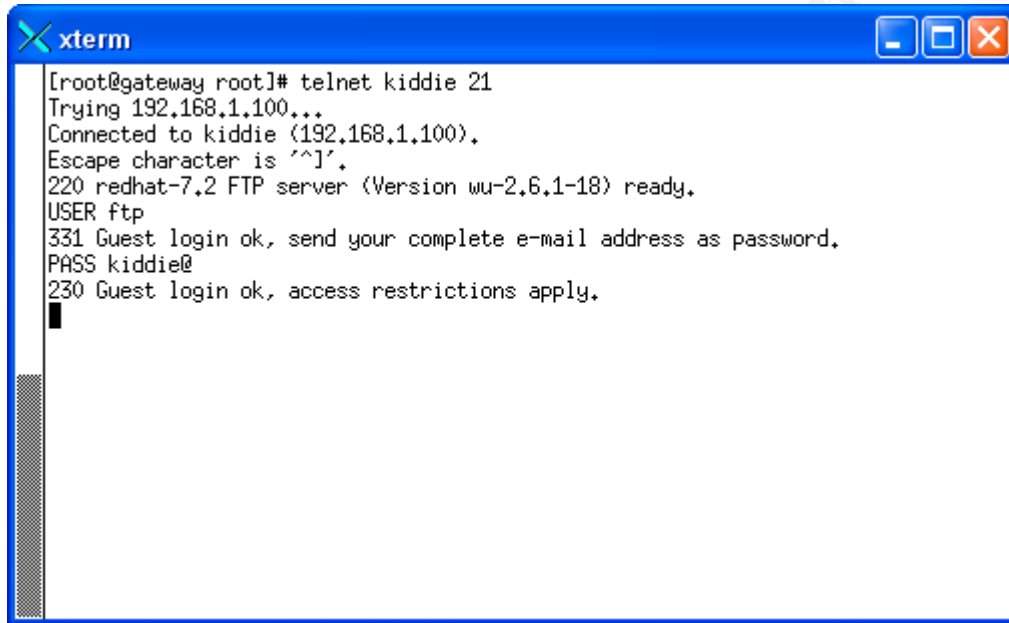 xterm
[root@gateway root]# telnet kiddie 21
Trying 192.168.1.100...
Connected to kiddie (192.168.1.100).
Escape character is '^]'.
220 redhat-7.2 FTP server (Version wu-2.6.1-18) ready.
USER ftp
331 Guest login ok, send your complete e-mail address as password.
PASS kiddie@
230 Guest login ok, access restrictions apply.